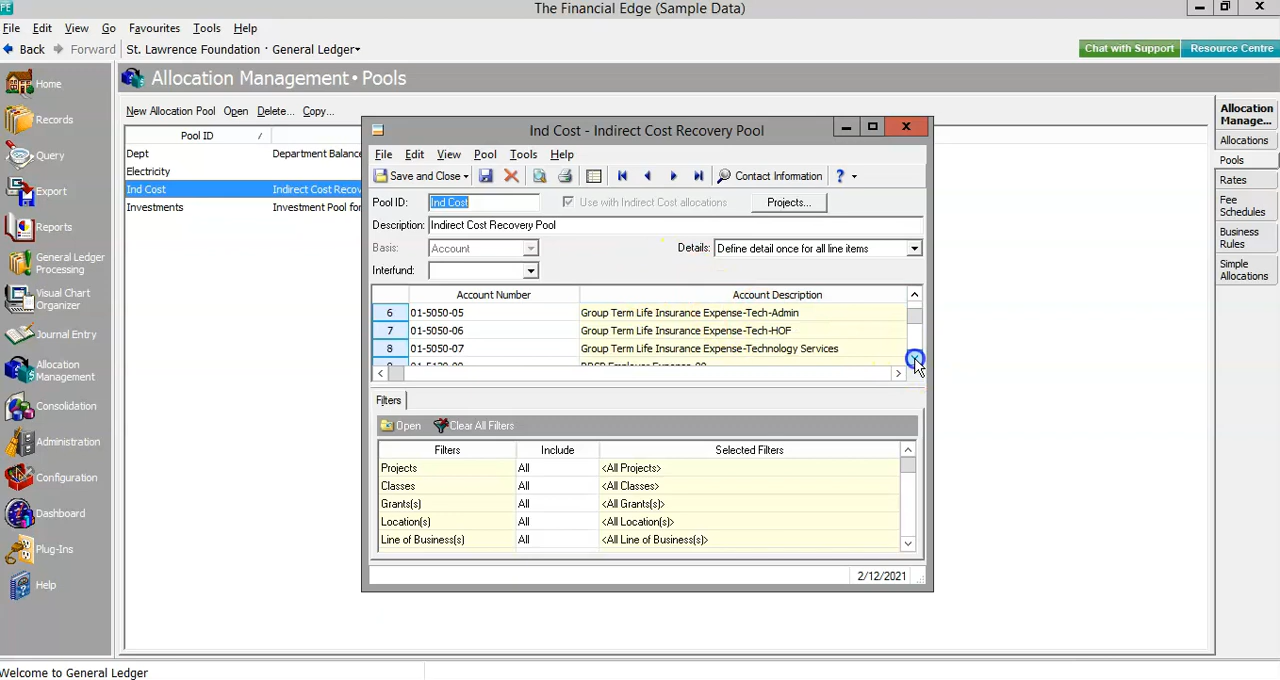 FE
The Financial Edge (Sample Data)
File Edit View Go Favourites Tools Help
Back Forward St. Lawrence Foundation · General Ledger
Chat with Support Resource Centre
Home
Records
Query
Export
Reports
General Ledger
Processing
Visual Chart
Organizer
Journal Entry
Allocation
Management
Consolidation
Administration
Configuration
Dashboard
Plug-Ins
Help
Allocation Management • Pools
New Allocation Pool Open Delete... Copy...
Pool ID /
Dept Department Balance
Electricity
Ind Cost Indirect Cost Recov
Investments Investment Pool for
Ind Cost - Indirect Cost Recovery Pool
File Edit View Pool Tools Help
Save and Close Contact Information ?
Pool ID: Ind Cost Use with Indirect Cost allocations Projects...
Description: Indirect Cost Recovery Pool
Basis: Account Details: Define detail once for all line items
Interfund:
Account Number Account Description
6 01-5050-05 Group Term Life Insurance Expense-Tech-Admin
7 01-5050-06 Group Term Life Insurance Expense-Tech-HOF
8 01-5050-07 Group Term Life Insurance Expense-Technology Services
Filters
Open Clear All Filters
Filters Include Selected Filters
Projects All <All Projects>
Classes All <All Classes>
Grants(s) All <All Grants(s)>
Location(s) All <All Location(s)>
Line of Business(s) All <All Line of Business(s)>
2/12/2021
Allocation
Manage...
Allocations
Pools
Rates
Fee
Schedules
Business
Rules
Simple
Allocations
Welcome to General Ledger